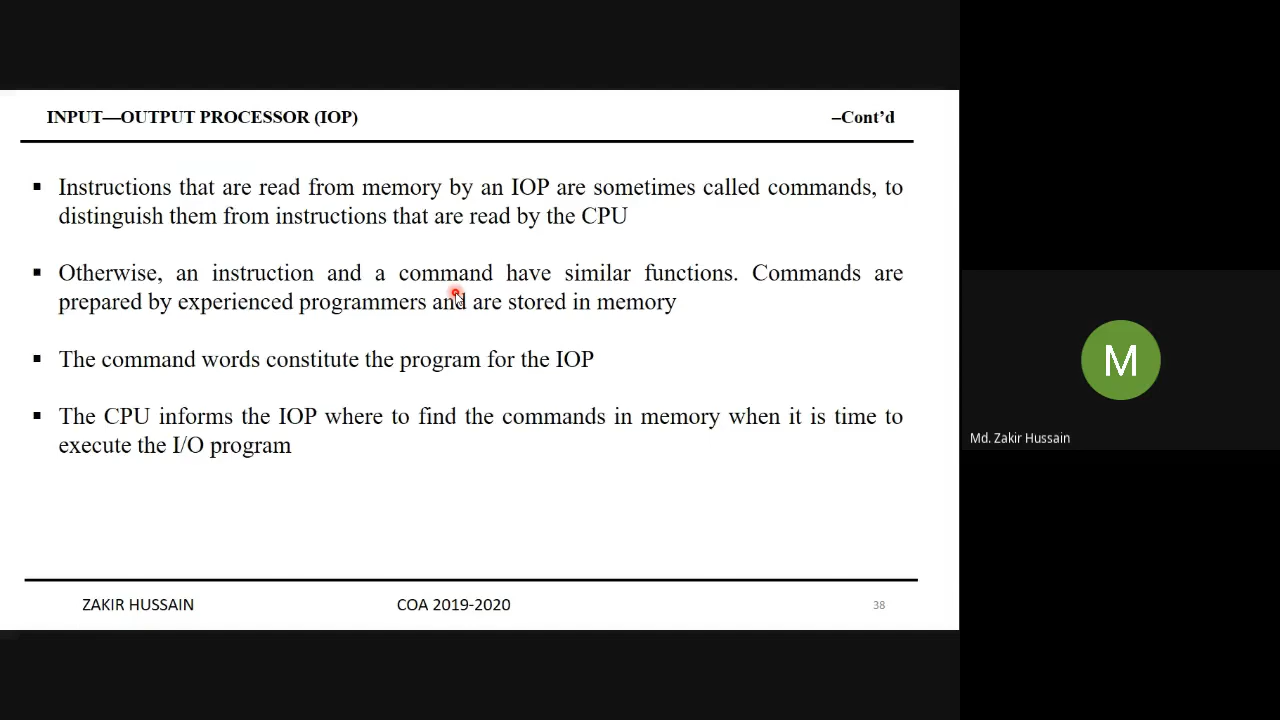 INPUT—OUTPUT PROCESSOR (IOP) –Cont’d
▪ Instructions that are read from memory by an IOP are sometimes called commands, to
distinguish them from instructions that are read by the CPU
▪ Otherwise, an instruction and a command have similar functions. Commands are
prepared by experienced programmers and are stored in memory
▪ The command words constitute the program for the IOP
▪ The CPU informs the IOP where to find the commands in memory when it is time to
execute the I/O program
ZAKIR HUSSAIN COA 2019-2020 38
M
Md. Zakir Hussain